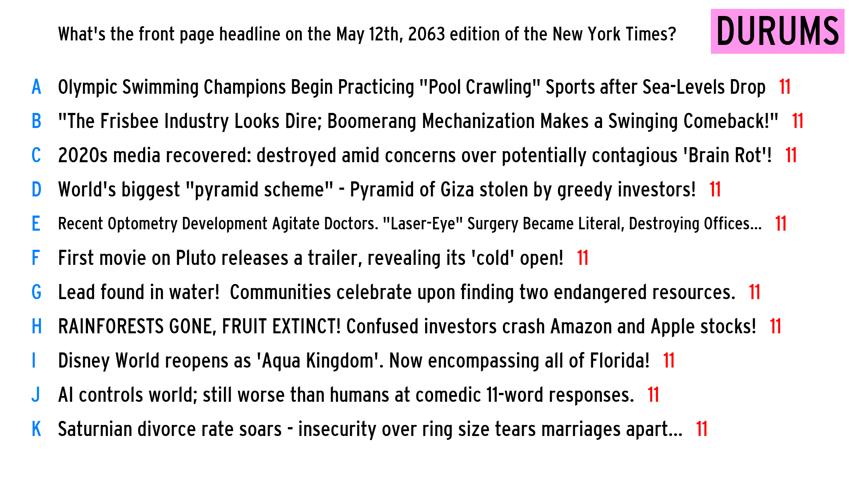 What's the front page headline on the May 12th, 2063 edition of the New York Times?
DURUMS
A Olympic Swimming Champions Begin Practicing "Pool Crawling" Sports after Sea-Levels Drop 11
B "The Frisbee Industry Looks Dire; Boomerang Mechanization Makes a Swinging Comeback!" 11
C 2020s media recovered: destroyed amid concerns over potentially contagious 'Brain Rot'! 11
D World's biggest "pyramid scheme" - Pyramid of Giza stolen by greedy investors! 11
E Recent Optometry Development Agitate Doctors. "Laser-Eye" Surgery Became Literal, Destroying Offices... 11
F First movie on Pluto releases a trailer, revealing its 'cold' open! 11
G Lead found in water! Communities celebrate upon finding two endangered resources. 11
H RAINFORESTS GONE, FRUIT EXTINCT! Confused investors crash Amazon and Apple stocks! 11
I Disney World reopens as 'Aqua Kingdom'. Now encompassing all of Florida! 11
J AI controls world; still worse than humans at comedic 11-word responses. 11
K Saturnian divorce rate soars - insecurity over ring size tears marriages apart... 11